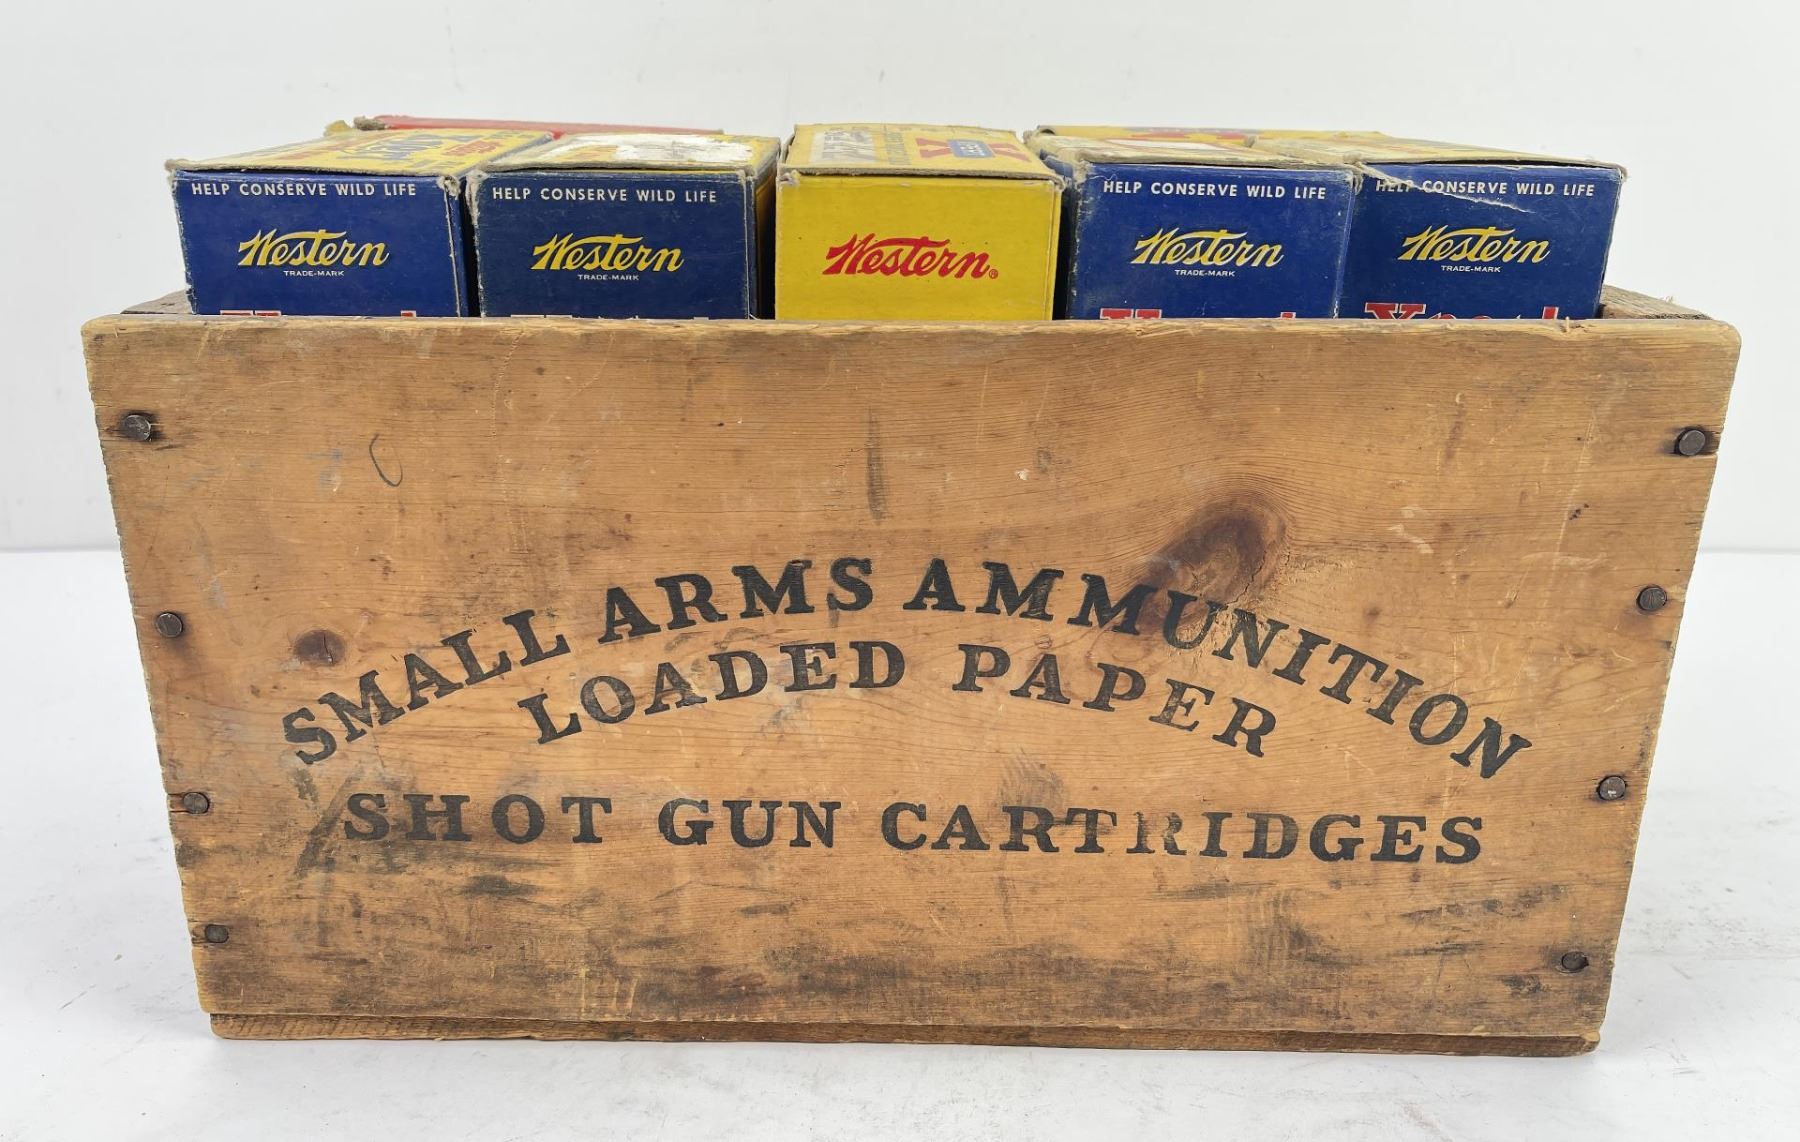 HELP CONSERVE WILD LIFE
Western
TRADE-MARK
HELP CONSERVE WILD LIFE
Western
TRADE-MARK
Western®
HELP CONSERVE WILD LIFE
Western
TRADE-MARK
HELP CONSERVE WILD LIFE
Western
TRADE-MARK
Xpert
SMALL ARMS AMMUNITION
LOADED PAPER
SHOT GUN CARTRIDGES